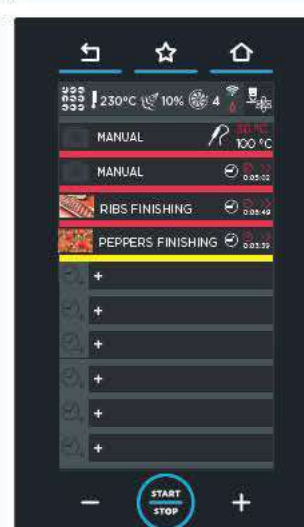 230°C 10% 4
MANUAL 30 °C
100 °C
MANUAL 0:05:02
RIBS FINISHING 0:05:49
PEPPERS FINISHING 0:05:39
+
+
+
+
+
+
− START +
STOP